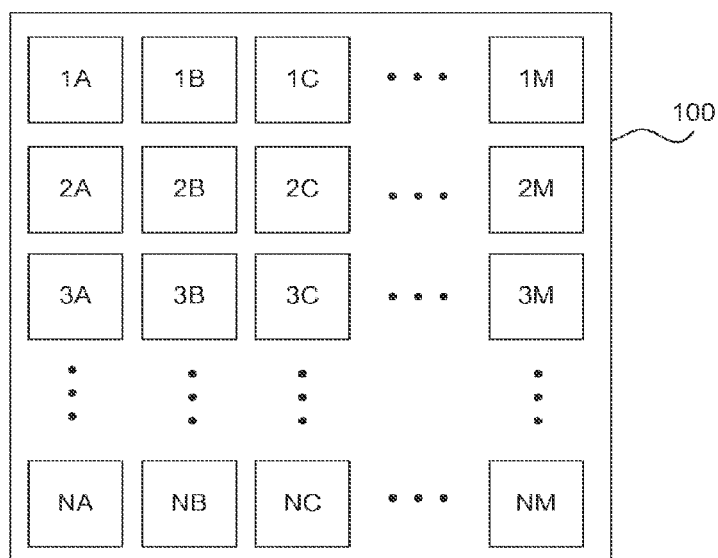 1A 1B 1C • • • 1M
100
2A 2B 2C • • • 2M
3A 3B 3C • • • 3M
NA NB NC • • • NM